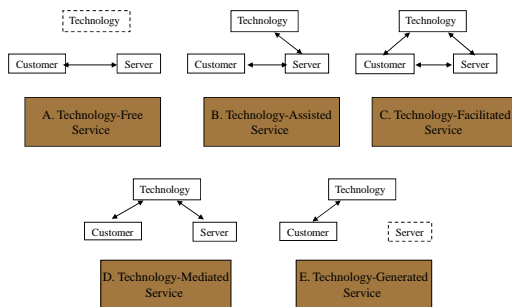 Technology
Customer
Server
A. Technology-Free
Service
Technology
Customer
Server
B. Technology-Assisted
Service
Technology
Customer
Server
C. Technology-Facilitated
Service
Technology
Customer
Server
D. Technology-Mediated
Service
Technology
Customer
Server
E. Technology-Generated
Service